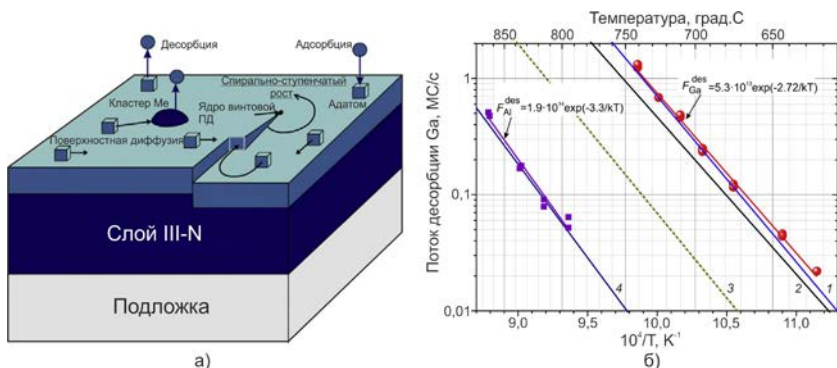 Десорбция
Адсорбция
Спирально-ступенчатый
рост
Кластер Me
Ядро винтовой
ПД
Адатом
Поверхностная диффузия
Слой III-N
Подложка
а)
Температура, град.С
850 800 750 700 650
Поток десорбции Ga, МС/с
1
0,1
0,01
F_Al^des =1.9·10^13exp(-3.3/kT)
F_Ga^des =5.3·10^13exp(-2.72/kT)
4 3 2 1
9,0 9,5 10,0 10,5 11,0
10^4/T, K^-1
б)